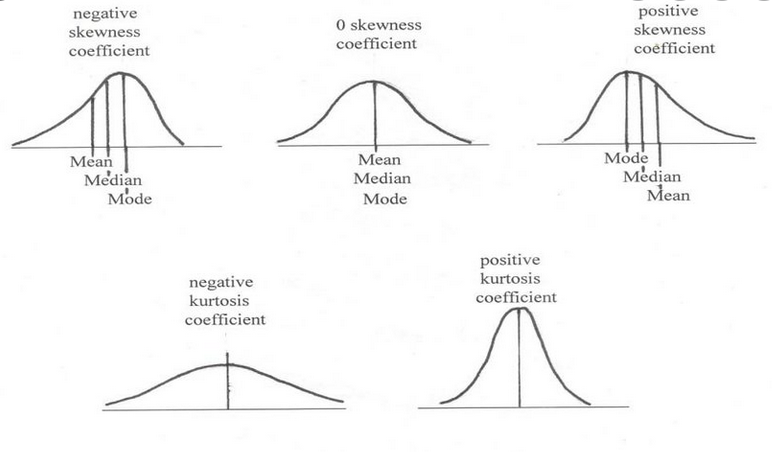 negative
skewness
coefficient
Mean
Median
Mode
0 skewness
coefficient
Mean
Median
Mode
positive
skewness
coefficient
Mode
Median
Mean
negative
kurtosis
coefficient
positive
kurtosis
coefficient